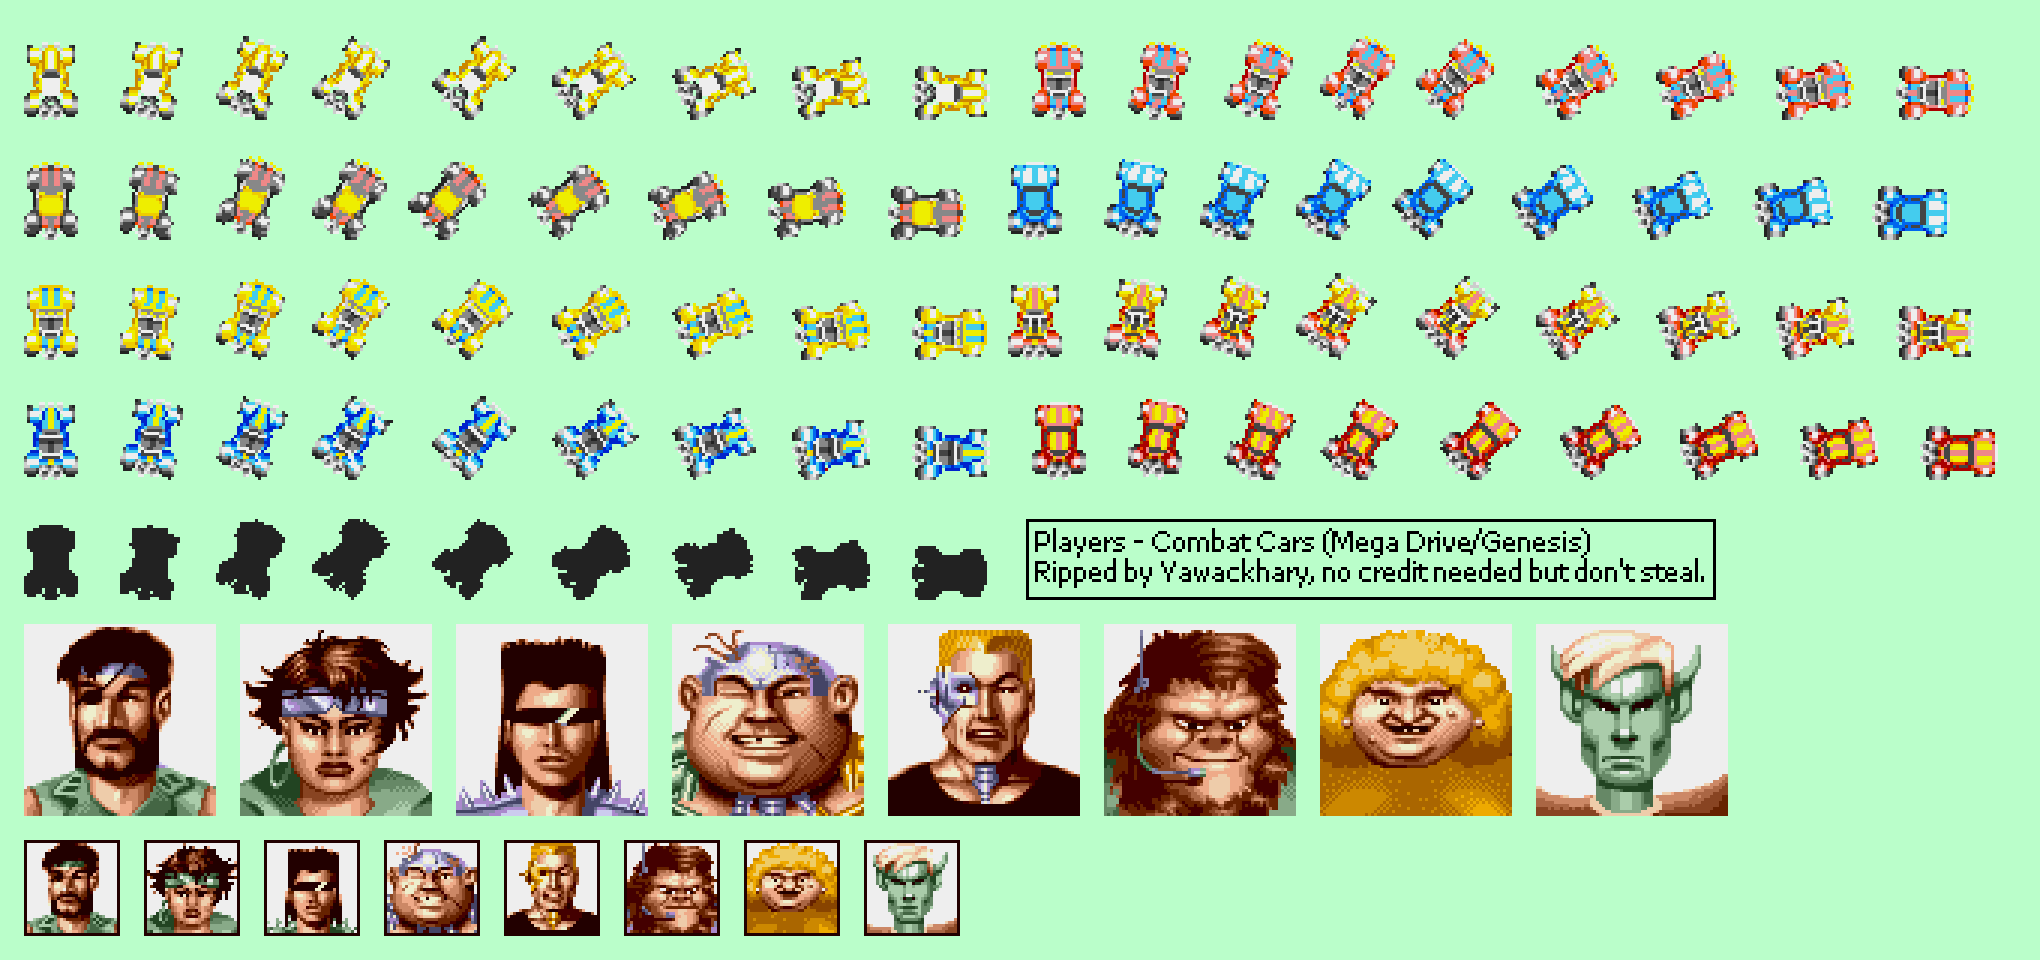 Players - Combat Cars (Mega Drive/Genesis)
Ripped by Yawackhary, no credit needed but don't steal.